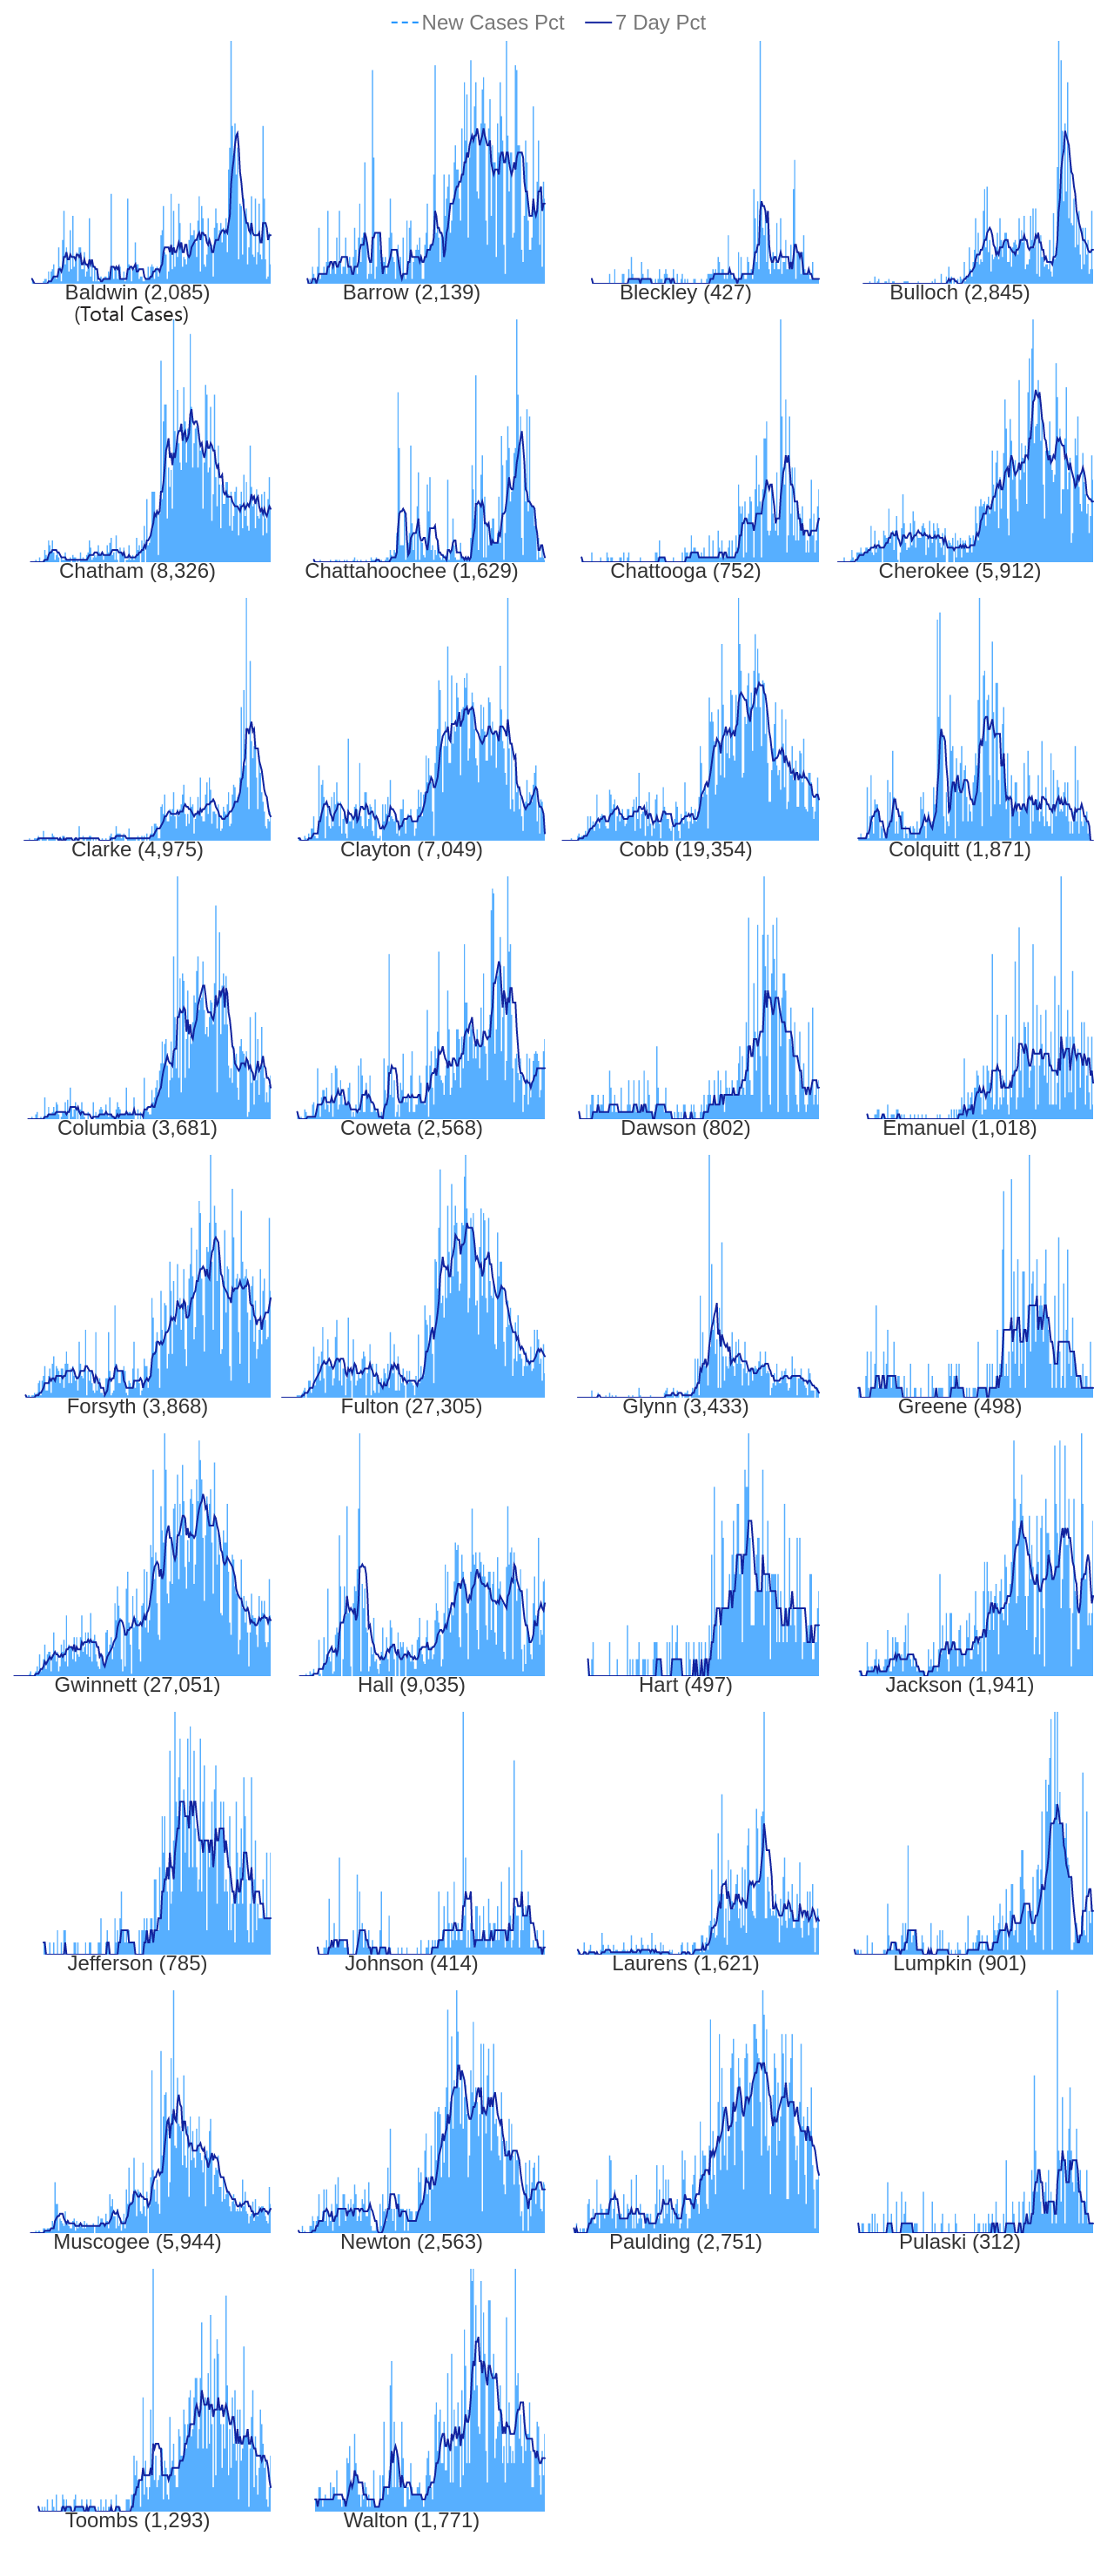 New Cases Pct 7 Day Pct
Baldwin (2,085) Barrow (2,139) Bleckley (427) Bulloch (2,845)
(Total Cases)
Chatham (8,326) Chattahoochee (1,629) Chattooga (752) Cherokee (5,912)
Clarke (4,975) Clayton (7,049) Cobb (19,354) Colquitt (1,871)
Columbia (3,681) Coweta (2,568) Dawson (802) Emanuel (1,018)
Forsyth (3,868) Fulton (27,305) Glynn (3,433) Greene (498)
Gwinnett (27,051) Hall (9,035) Hart (497) Jackson (1,941)
Jefferson (785) Johnson (414) Laurens (1,621) Lumpkin (901)
Muscogee (5,944) Newton (2,563) Paulding (2,751) Pulaski (312)
Toombs (1,293) Walton (1,771)